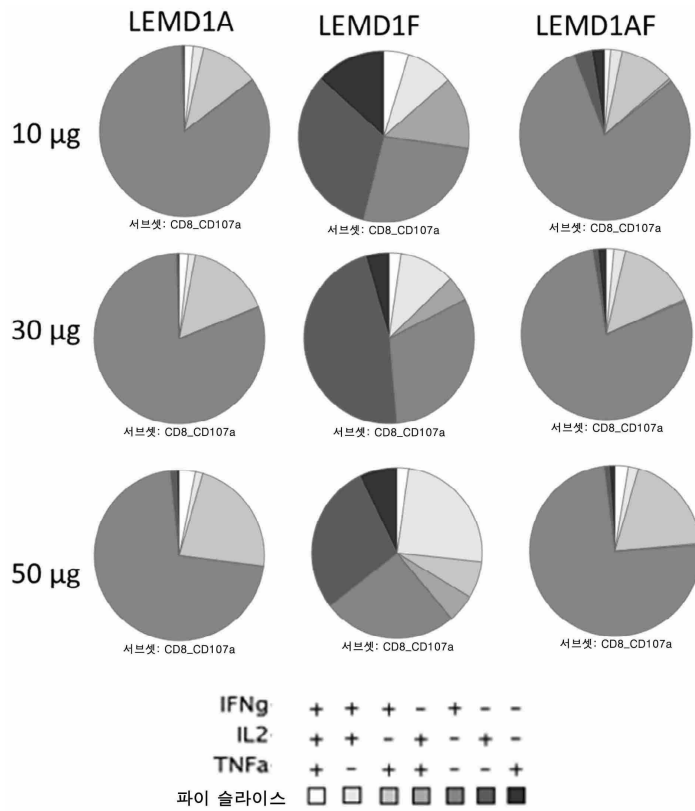 LEMD1A LEMD1F LEMD1AF
10 µg
서브셋: CD8_CD107a 서브셋: CD8_CD107a 서브셋: CD8_CD107a
30 µg
서브셋: CD8_CD107a 서브셋: CD8_CD107a 서브셋: CD8_CD107a
50 µg
서브셋: CD8_CD107a 서브셋: CD8_CD107a 서브셋: CD8_CD107a
IFNg + + + - + - -
IL2 + + - + - + -
TNFa + - + + - - +
파이 슬라이스